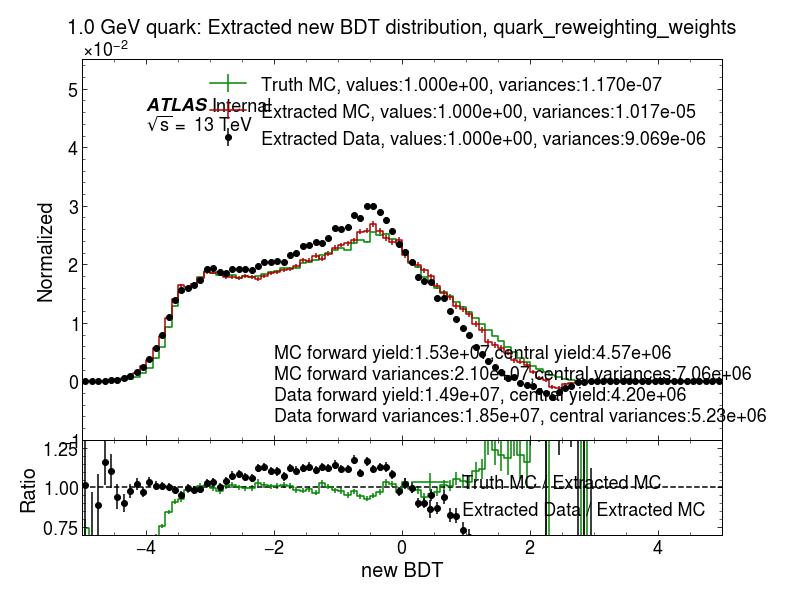 1.0 GeV quark: Extracted new BDT distribution, quark_reweighting_weights
×10⁻²
Truth MC, values:1.000e+00, variances:1.170e-07
ATLAS Internal
Extracted MC, values:1.000e+00, variances:1.017e-05
√s = 13 TeV
Extracted Data, values:1.000e+00, variances:9.069e-06
5
4
3
2
1
0
Normalized
MC forward yield:1.53e+07,central yield:4.57e+06
MC forward variances:2.10e+07,central variances:7.06e+06
Data forward yield:1.49e+07, central yield:4.20e+06
Data forward variances:1.85e+07, central variances:5.23e+06
1.25
1.00
0.75
Ratio
Truth MC / Extracted MC
Extracted Data / Extracted MC
−4 −2 0 2 4
new BDT